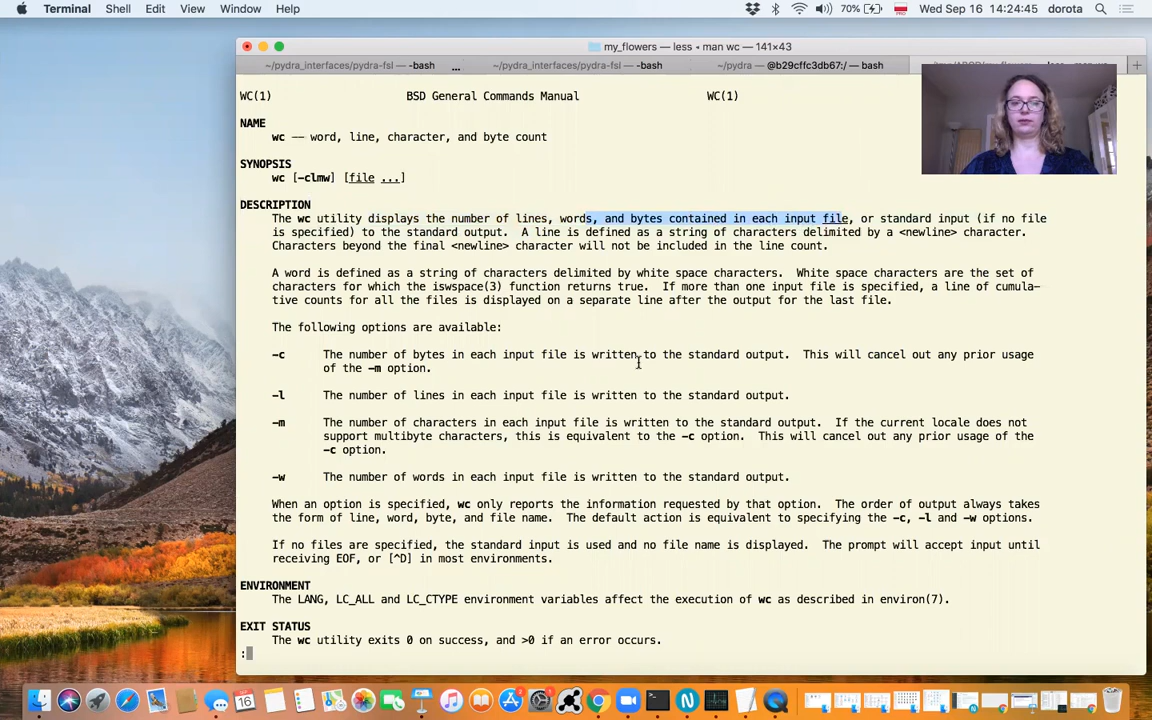 Terminal Shell Edit View Window Help 70% Wed Sep 16 14:24:45 dorota
my_flowers — less ◂ man wc — 141×43
~/pydra_interfaces/pydra-fsl — -bash ... ~/pydra_interfaces/pydra-fsl — -bash ~/pydra — @b29cffc3db67:/ — bash
WC(1) BSD General Commands Manual WC(1)
NAME
wc -- word, line, character, and byte count
SYNOPSIS
wc [-clmw] [file ...]
DESCRIPTION
The wc utility displays the number of lines, words, and bytes contained in each input file, or standard input (if no file
is specified) to the standard output. A line is defined as a string of characters delimited by a <newline> character.
Characters beyond the final <newline> character will not be included in the line count.
A word is defined as a string of characters delimited by white space characters. White space characters are the set of
characters for which the iswspace(3) function returns true. If more than one input file is specified, a line of cumula-
tive counts for all the files is displayed on a separate line after the output for the last file.
The following options are available:
-c The number of bytes in each input file is written to the standard output. This will cancel out any prior usage
of the -m option.
-l The number of lines in each input file is written to the standard output.
-m The number of characters in each input file is written to the standard output. If the current locale does not
support multibyte characters, this is equivalent to the -c option. This will cancel out any prior usage of the
-c option.
-w The number of words in each input file is written to the standard output.
When an option is specified, wc only reports the information requested by that option. The order of output always takes
the form of line, word, byte, and file name. The default action is equivalent to specifying the -c, -l and -w options.
If no files are specified, the standard input is used and no file name is displayed. The prompt will accept input until
receiving EOF, or [^D] in most environments.
ENVIRONMENT
The LANG, LC_ALL and LC_CTYPE environment variables affect the execution of wc as described in environ(7).
EXIT STATUS
The wc utility exits 0 on success, and >0 if an error occurs.
: